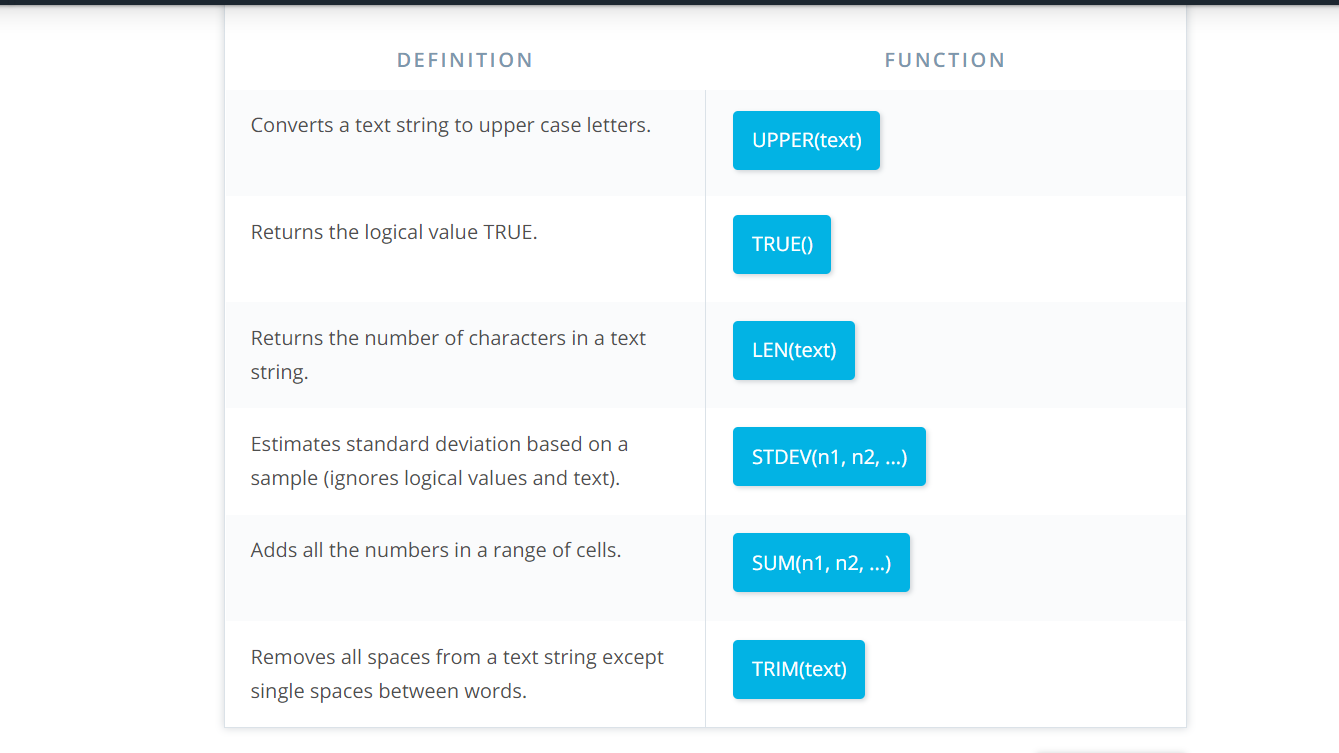 DEFINITION FUNCTION
Converts a text string to upper case letters.
UPPER(text)
Returns the logical value TRUE.
TRUE()
Returns the number of characters in a text
string.
LEN(text)
Estimates standard deviation based on a
sample (ignores logical values and text).
STDEV(n1, n2, ...)
Adds all the numbers in a range of cells.
SUM(n1, n2, ...)
Removes all spaces from a text string except
single spaces between words.
TRIM(text)